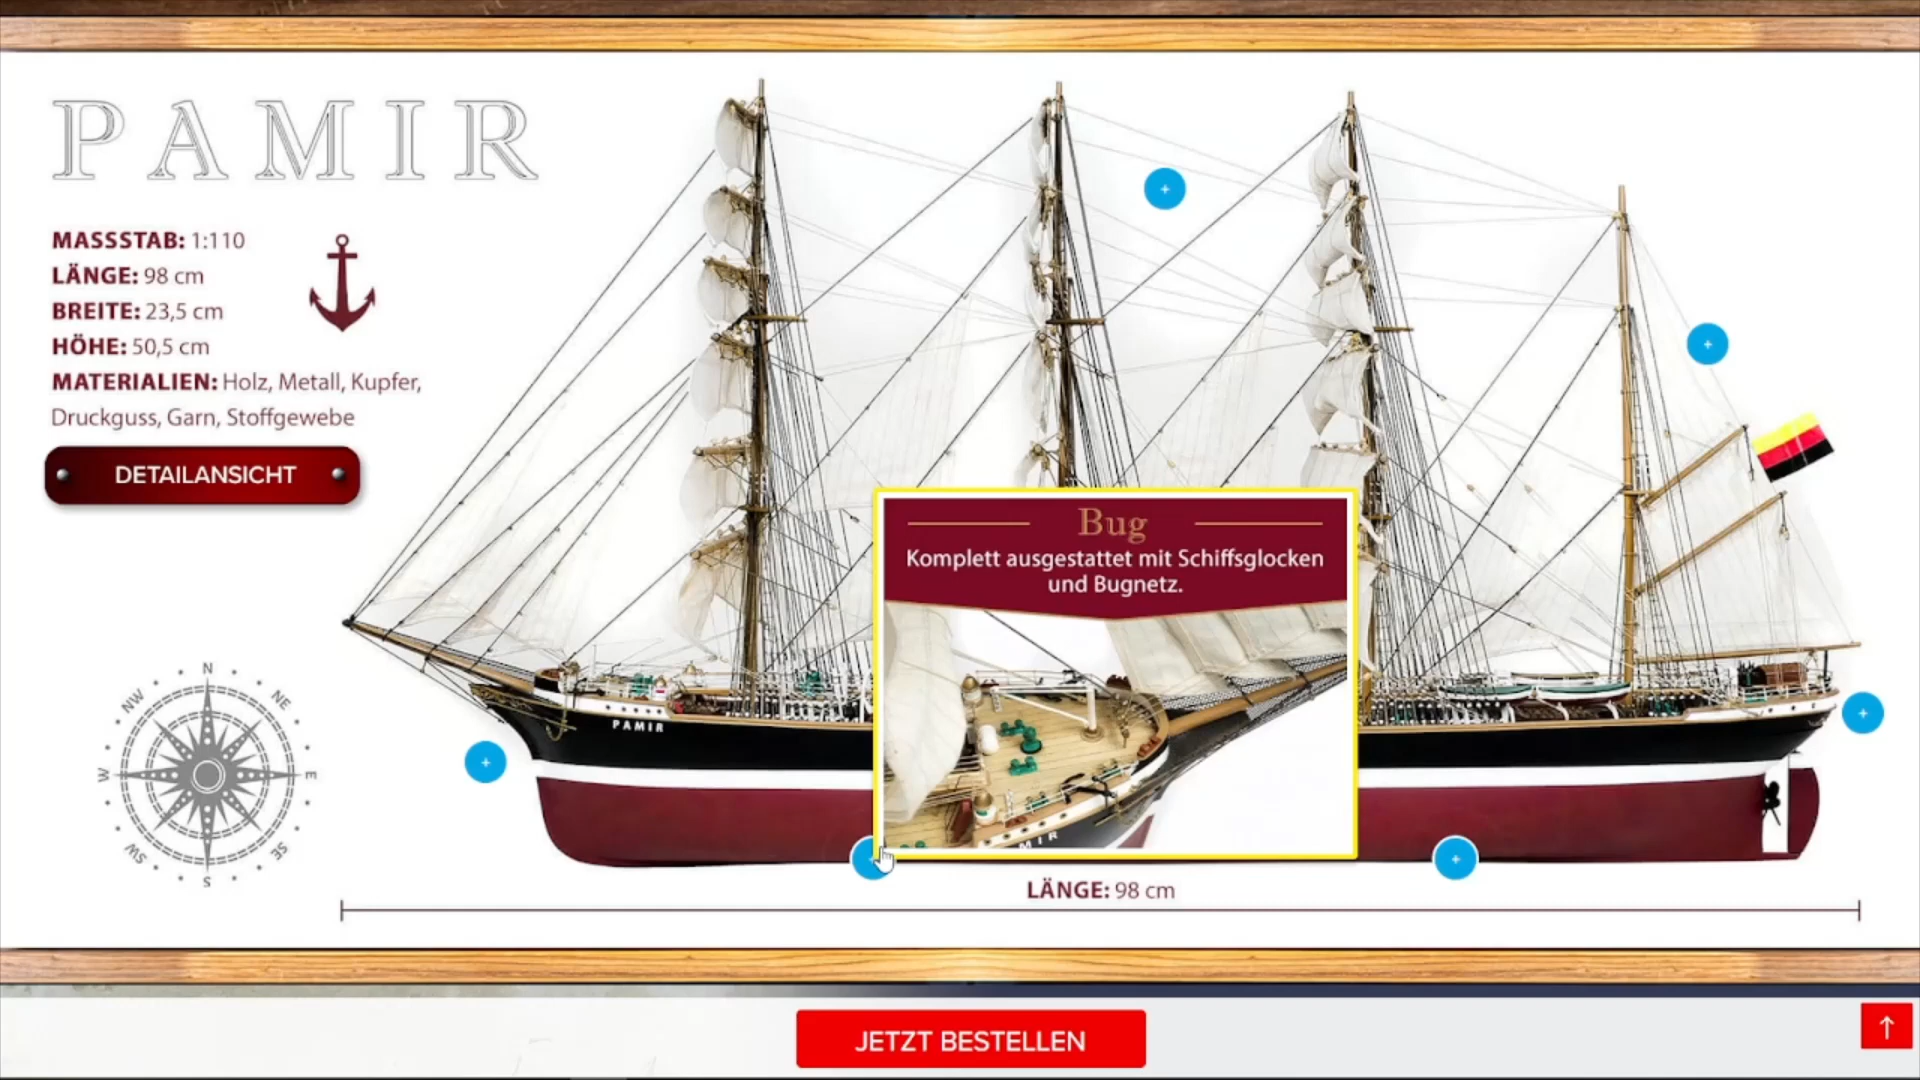 PAMIR
MASSSTAB: 1:110
LÄNGE: 98 cm
BREITE: 23,5 cm
HÖHE: 50,5 cm
MATERIALIEN: Holz, Metall, Kupfer,
Druckguss, Garn, Stoffgewebe
DETAILANSICHT
Bug
Komplett ausgestattet mit Schiffsglocken
und Bugnetz.
PAMIR
M I R
N
NE
E
SE
S
SW
W
NW
LÄNGE: 98 cm
JETZT BESTELLEN